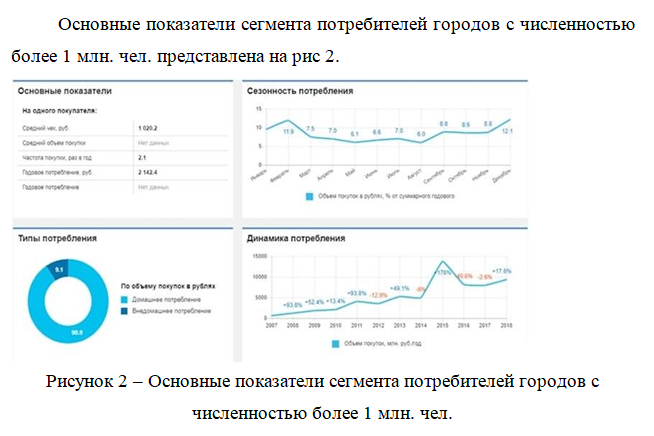 Основные показатели сегмента потребителей городов с численностью
более 1 млн. чел. представлена на рис 2.
Основные показатели
На одного покупателя:
Средний чек, руб 1 020.2
Средний объем покупки Нет данных
Частота покупки, раз в год 2.1
Годовое потребление, руб. 2 142.4
Годовое потребление Нет данных
Сезонность потребления
15
10
5
0
11.9 7.5 7.0 6.1 6.6 7.0 6.0 8.8 8.6 8.8 12.1
Январь Февраль Март Апрель Май Июнь Июль Август Сентябрь Октябрь Ноябрь Декабрь
Объем покупок в рублях, % от суммарного годового
Типы потребления
9.1
90.9
По объему покупок в рублях
Домашнее потребление
Внедомашнее потребление
Динамика потребления
15000
10000
5000
0
+93.8% +52.4% +13.4% +93.8% -12.9% +49.1% +178% -2.6% +17.6%
2007 2008 2009 2010 2011 2012 2013 2014 2015 2016 2017 2018
Объем покупок, млн. руб.год
Рисунок 2 – Основные показатели сегмента потребителей городов с
численностью более 1 млн. чел.